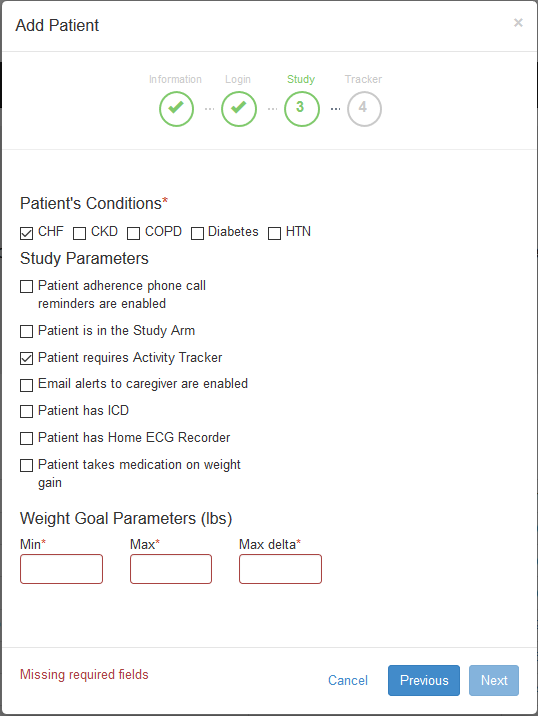 Add Patient ×
Information Login Study Tracker
3 4
Patient's Conditions*
CHF CKD COPD Diabetes HTN
Study Parameters
Patient adherence phone call
reminders are enabled
Patient is in the Study Arm
Patient requires Activity Tracker
Email alerts to caregiver are enabled
Patient has ICD
Patient has Home ECG Recorder
Patient takes medication on weight
gain
Weight Goal Parameters (lbs)
Min* Max* Max delta*
Missing required fields
Cancel Previous Next